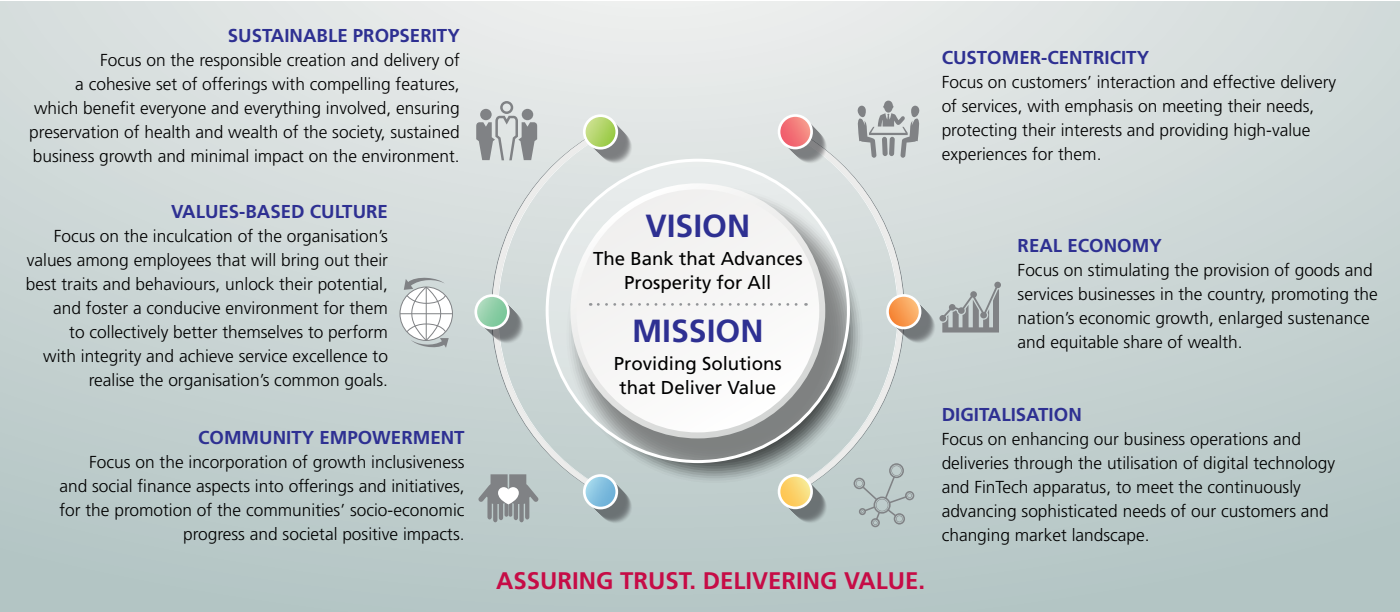 SUSTAINABLE PROPSERITY
Focus on the responsible creation and delivery of
a cohesive set of offerings with compelling features,
which benefit everyone and everything involved, ensuring
preservation of health and wealth of the society, sustained
business growth and minimal impact on the environment.
VALUES-BASED CULTURE
Focus on the inculcation of the organisation’s
values among employees that will bring out their
best traits and behaviours, unlock their potential,
and foster a conducive environment for them
to collectively better themselves to perform
with integrity and achieve service excellence to
realise the organisation’s common goals.
COMMUNITY EMPOWERMENT
Focus on the incorporation of growth inclusiveness
and social finance aspects into offerings and initiatives,
for the promotion of the communities’ socio-economic
progress and societal positive impacts.
VISION
The Bank that Advances
Prosperity for All
MISSION
Providing Solutions
that Deliver Value
CUSTOMER-CENTRICITY
Focus on customers’ interaction and effective delivery
of services, with emphasis on meeting their needs,
protecting their interests and providing high-value
experiences for them.
REAL ECONOMY
Focus on stimulating the provision of goods and
services businesses in the country, promoting the
nation’s economic growth, enlarged sustenance
and equitable share of wealth.
DIGITALISATION
Focus on enhancing our business operations and
deliveries through the utilisation of digital technology
and FinTech apparatus, to meet the continuously
advancing sophisticated needs of our customers and
changing market landscape.
ASSURING TRUST. DELIVERING VALUE.